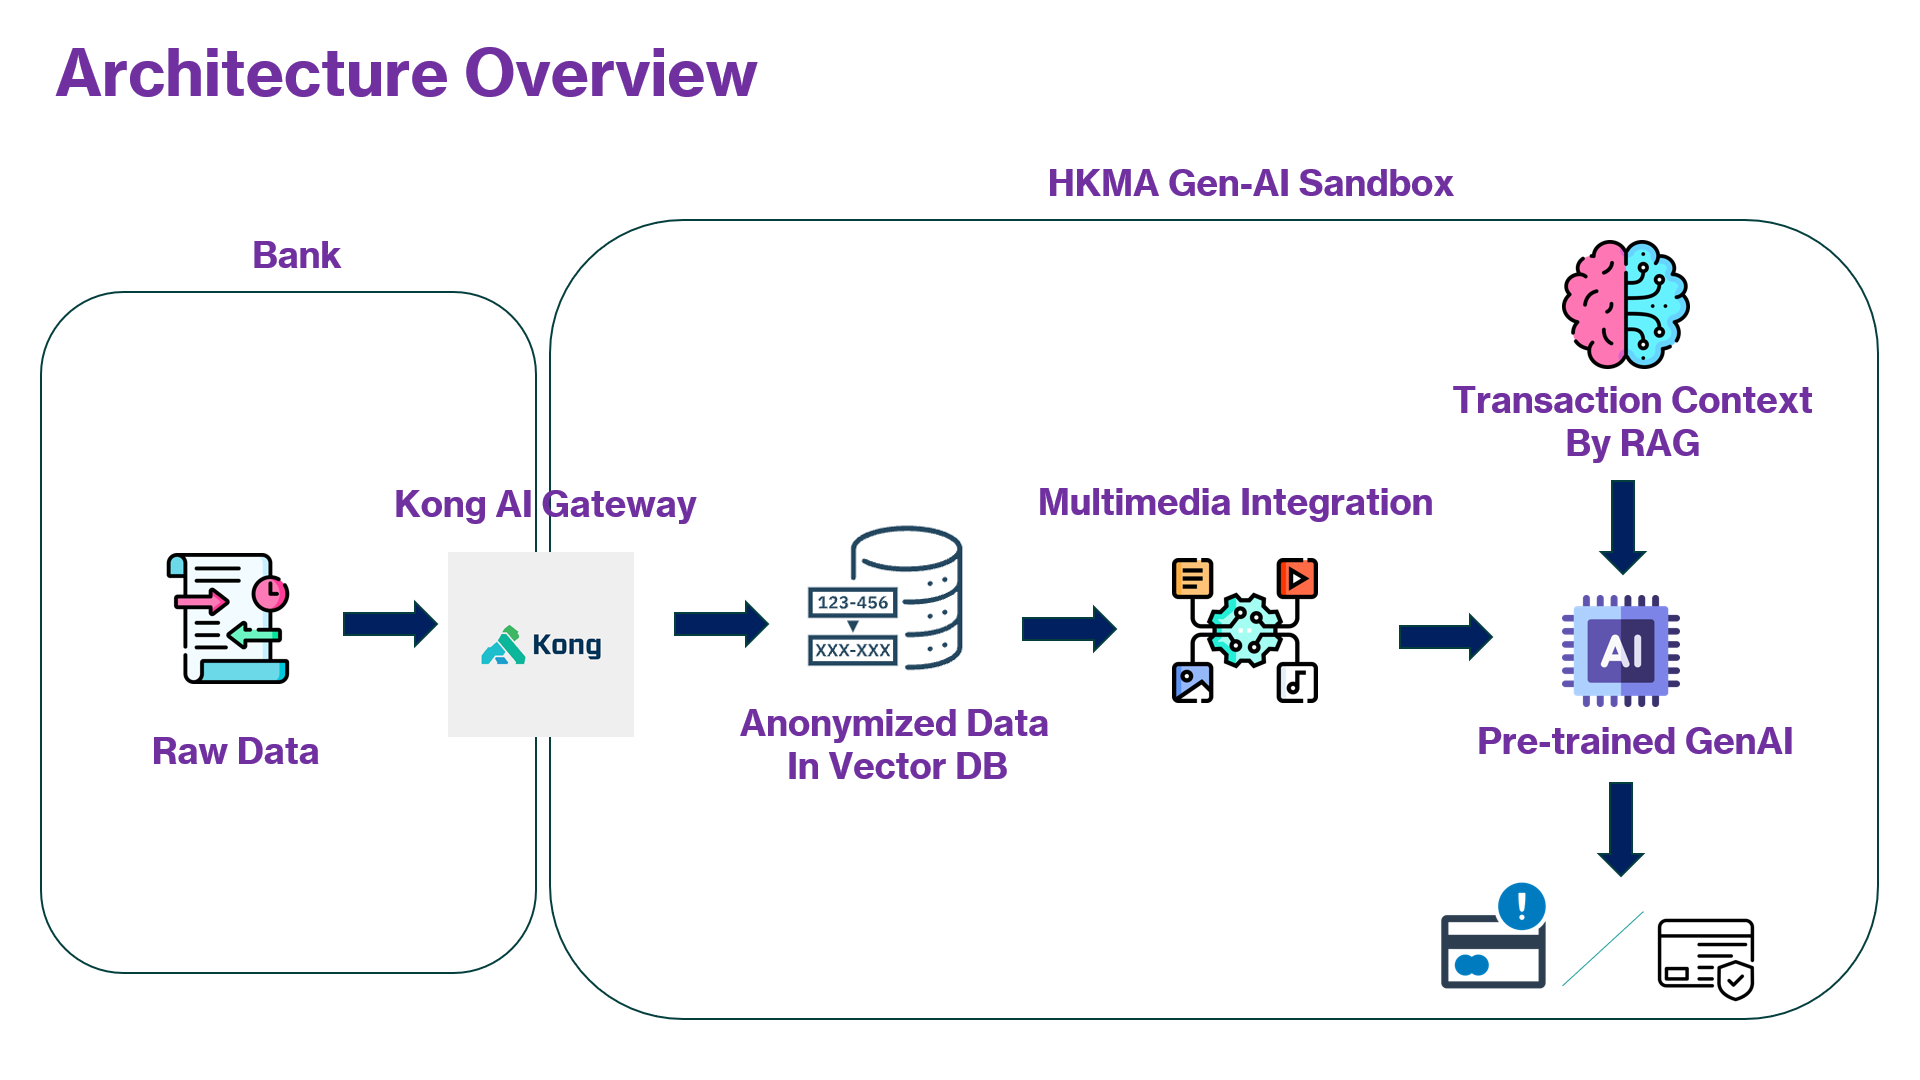 Architecture Overview
HKMA Gen-AI Sandbox
Bank
Transaction Context
By RAG
Kong AI Gateway
Multimedia Integration
Kong
123-456
XXX-XXX
AI
Raw Data
Anonymized Data
In Vector DB
Pre-trained GenAI
!